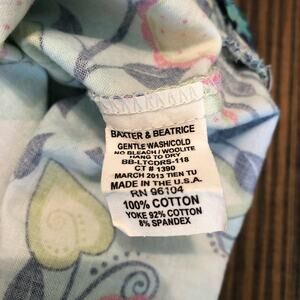 BAXTER & BEATRICE
GENTLE WASH/COLD
NO BLEACH / WOOLITE
HANG TO DRY
BB-LTCDRS-118
CT # 1390
MARCH 2013 TIEN TU
MADE IN THE U.S.A.
RN 96104
100% COTTON
YOKE 92% COTTON
8% SPANDEX